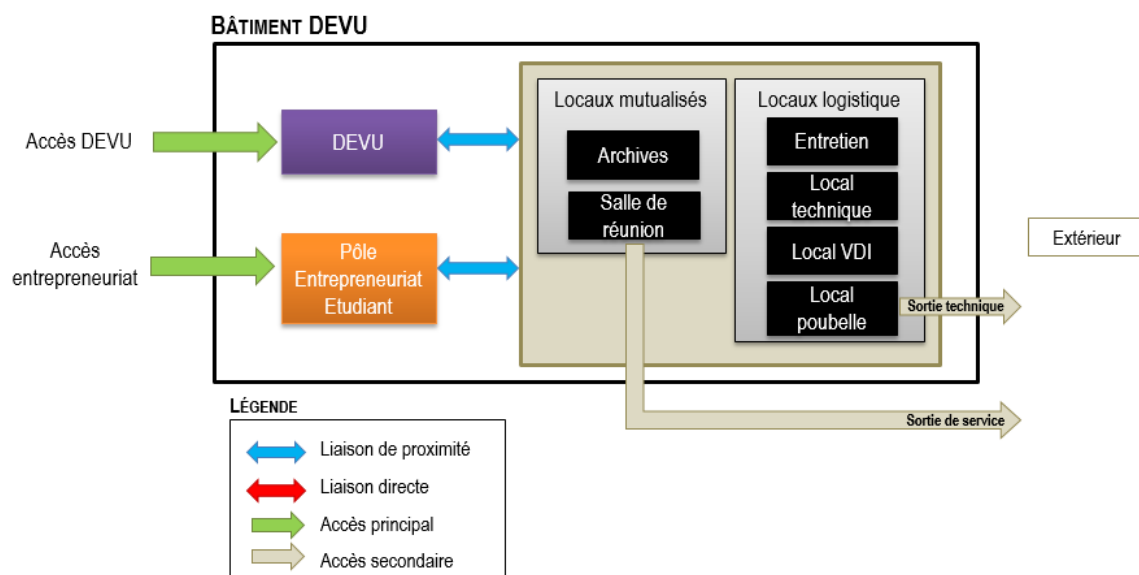 BÂTIMENT DEVU
Accès DEVU
DEVU
Accès
entrepreneuriat
Pôle
Entrepreneuriat
Etudiant
Locaux mutualisés
Archives
Salle de
réunion
Locaux logistique
Entretien
Local
technique
Local VDI
Local
poubelle
Sortie technique
Extérieur
Sortie de service
LÉGENDE
Liaison de proximité
Liaison directe
Accès principal
Accès secondaire